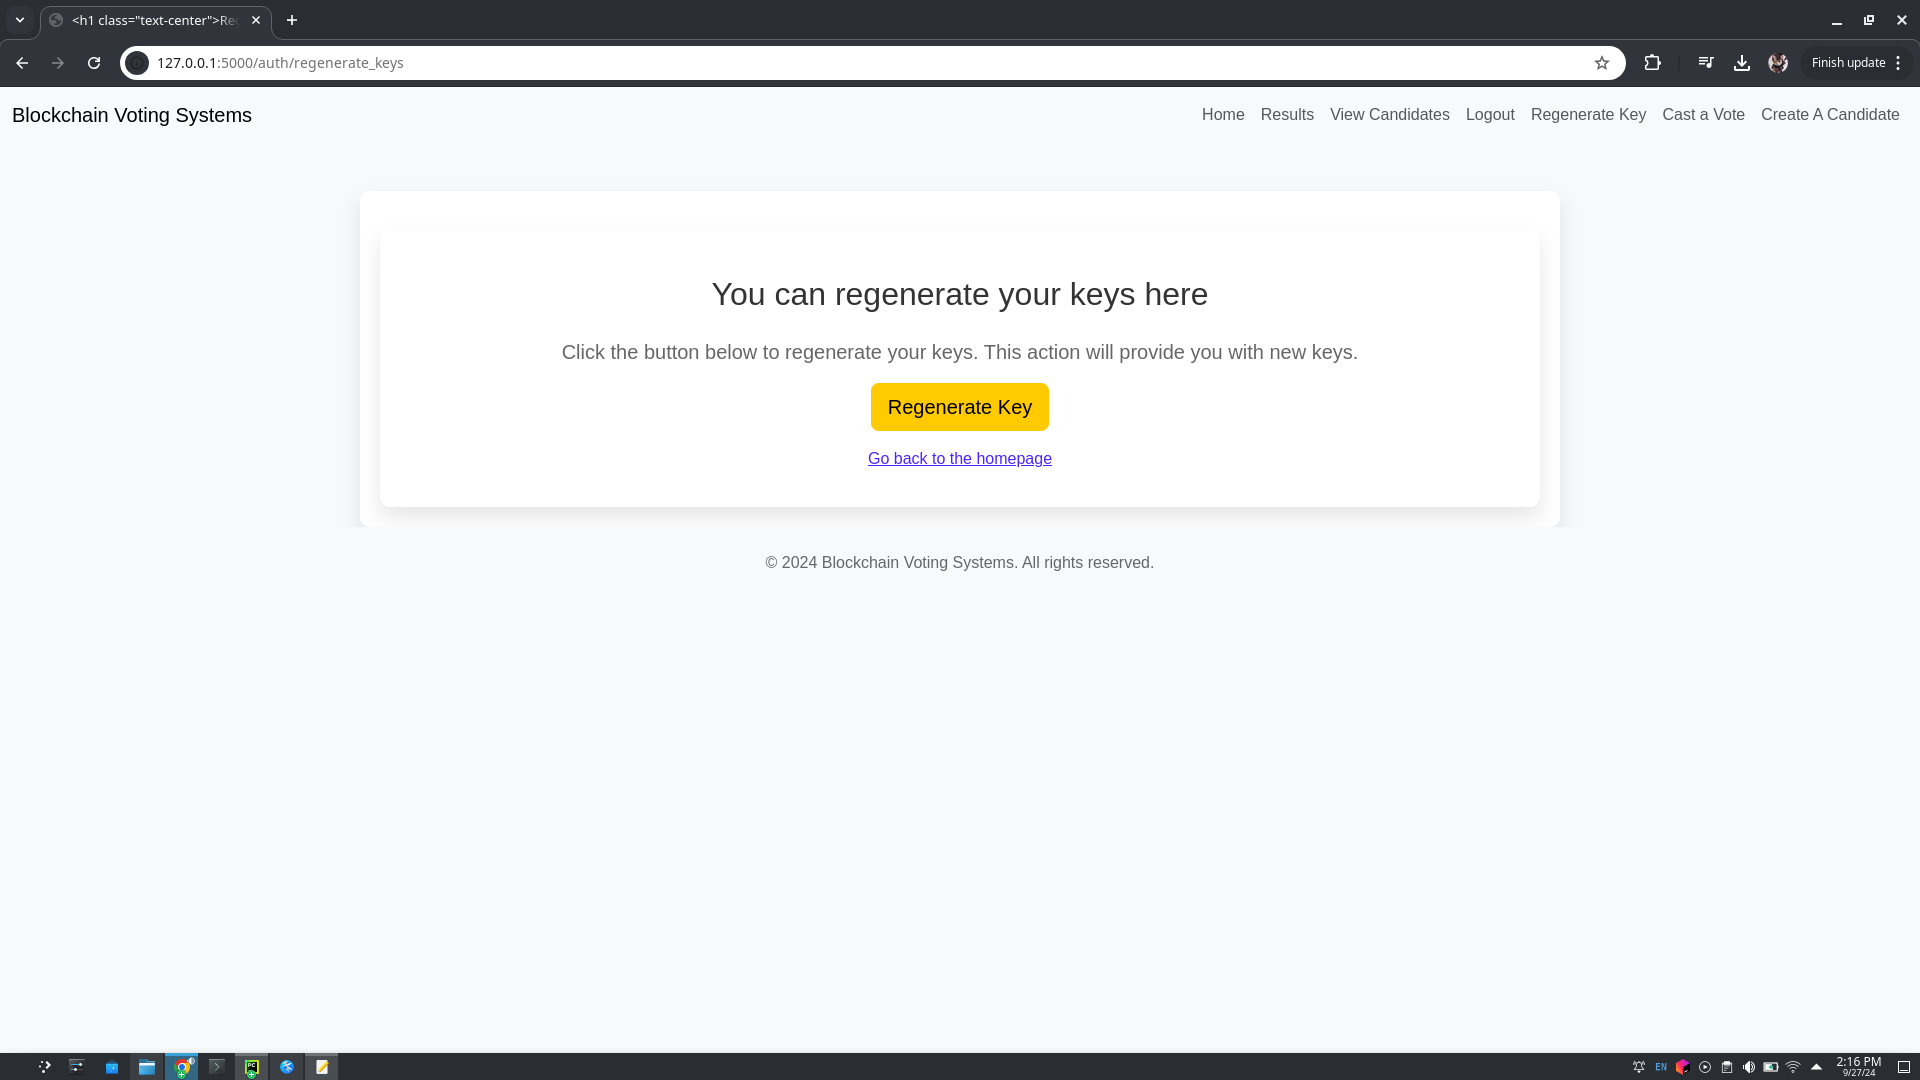 <h1 class="text-center">Reg
127.0.0.1:5000/auth/regenerate_keys
Finish update
Blockchain Voting Systems
Home Results View Candidates Logout Regenerate Key Cast a Vote Create A Candidate
You can regenerate your keys here
Click the button below to regenerate your keys. This action will provide you with new keys.
Regenerate Key
Go back to the homepage
© 2024 Blockchain Voting Systems. All rights reserved.
PC
EN
2:16 PM
9/27/24